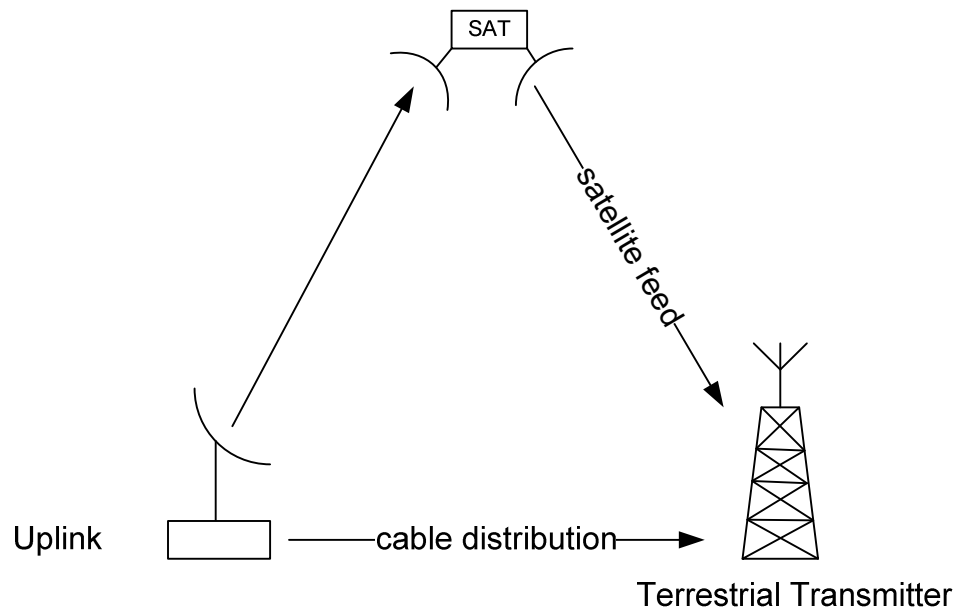 SAT
satellite feed
Uplink
cable distribution
Terrestrial Transmitter